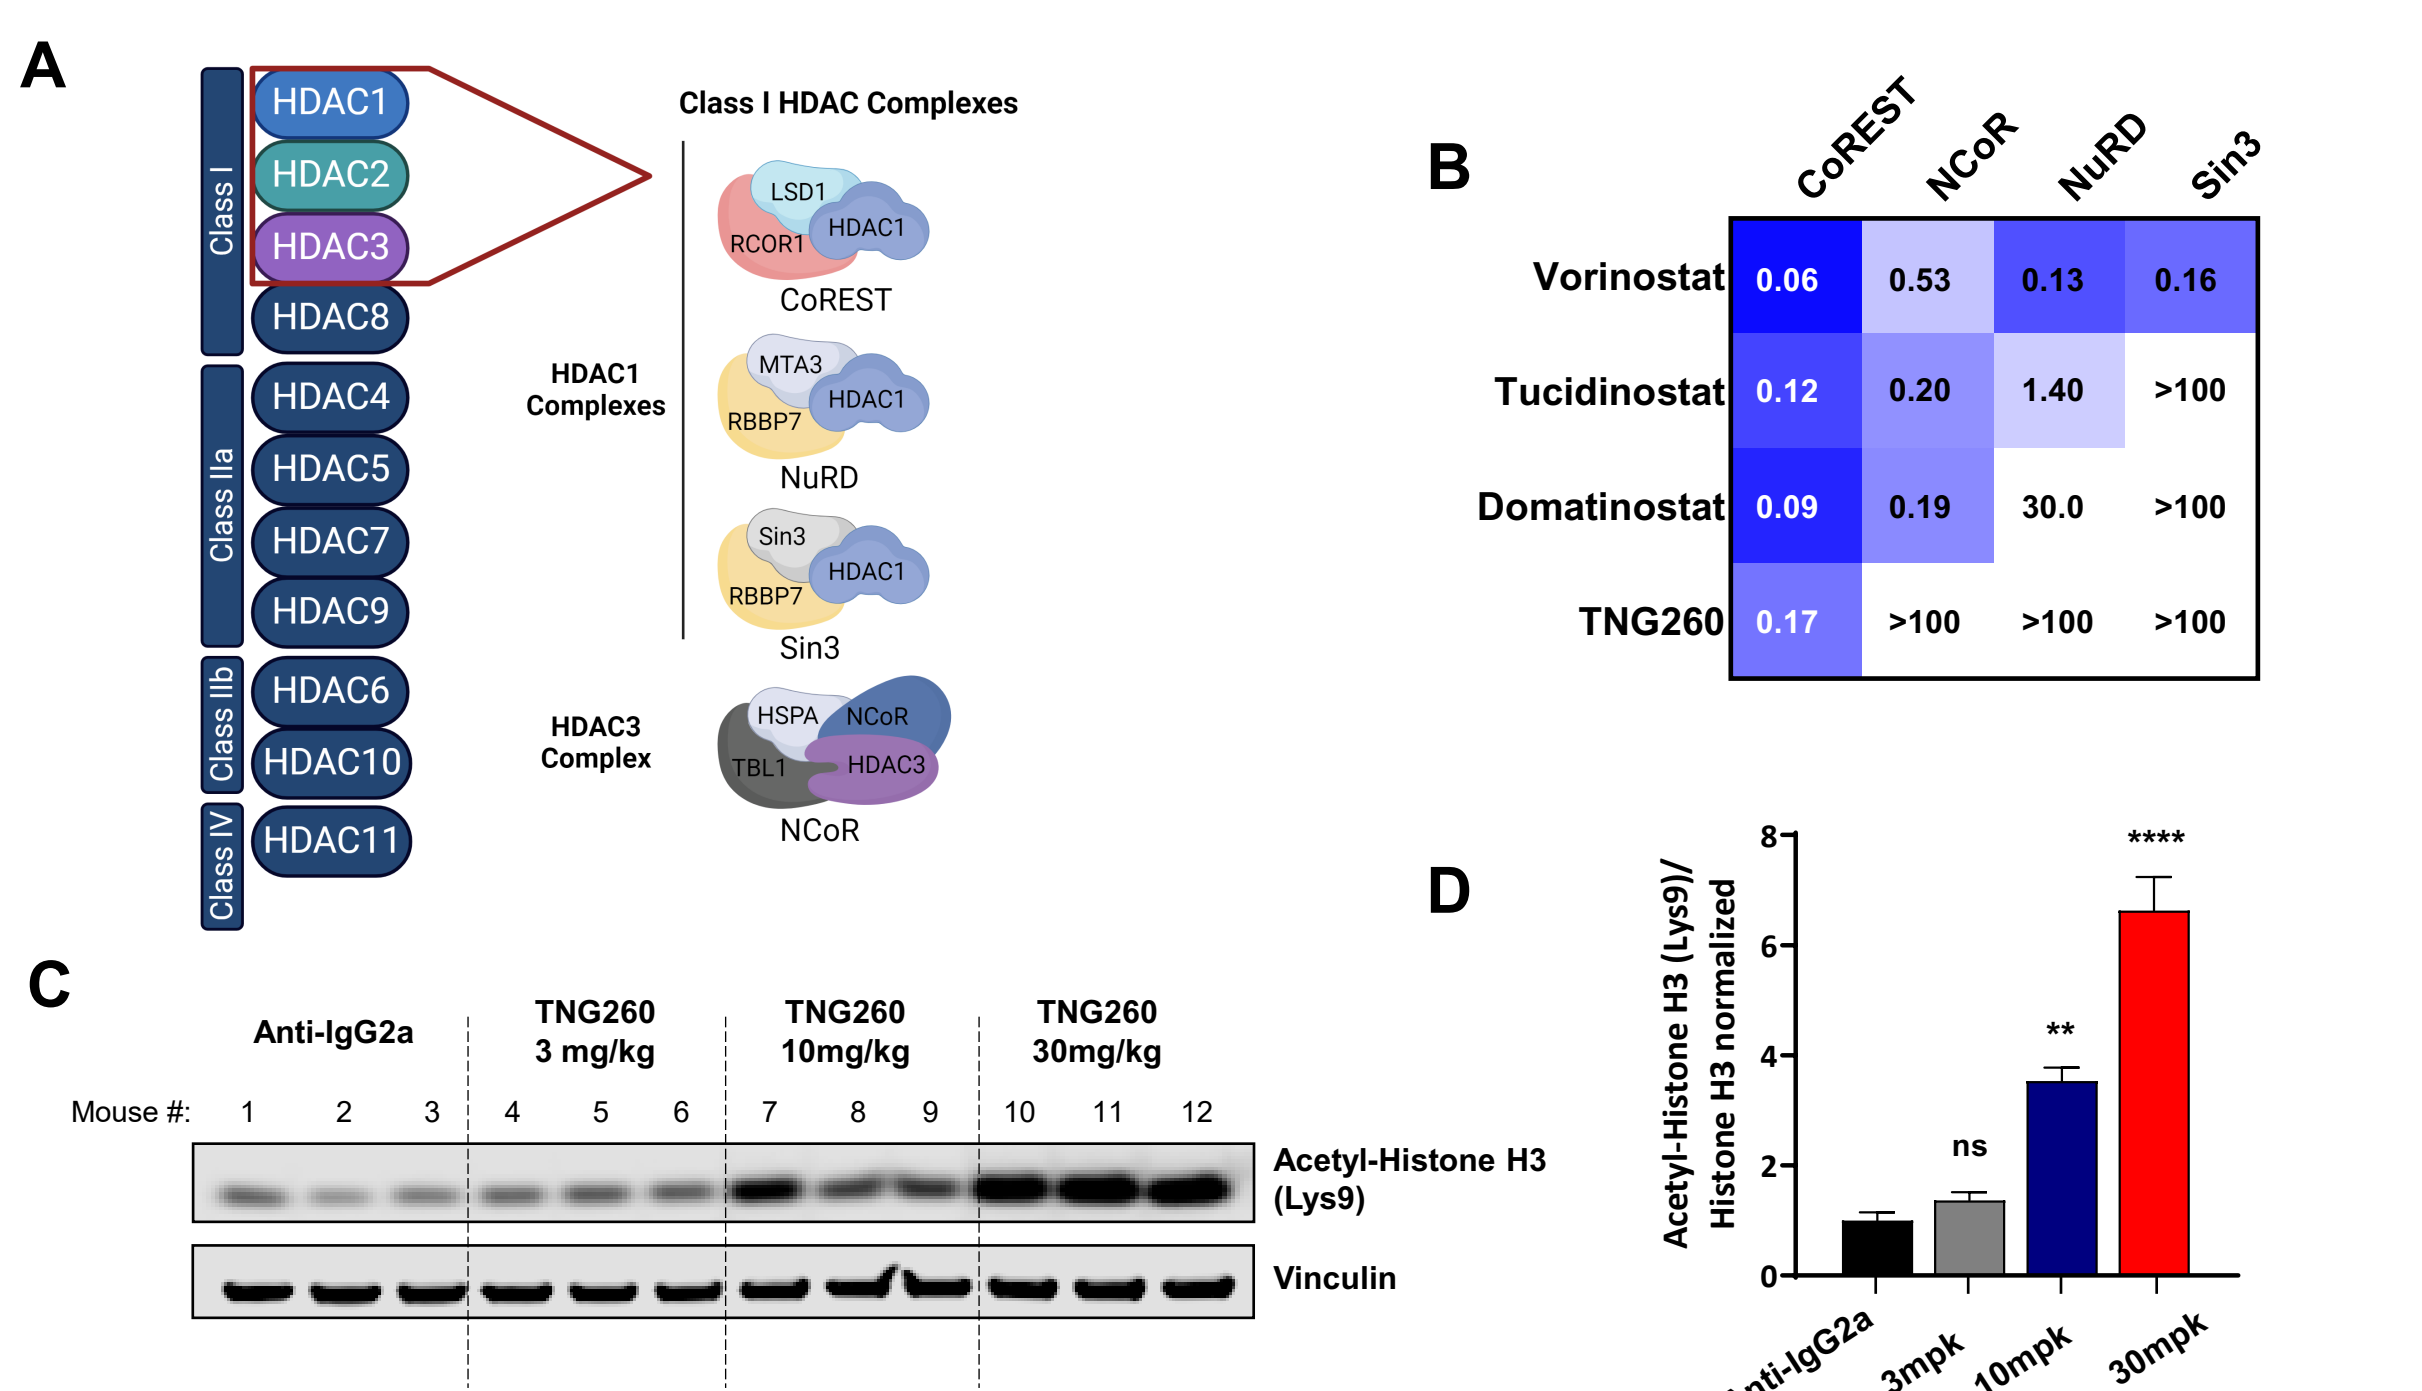 A
Class I
HDAC1
HDAC2
HDAC3
HDAC8
Class IIa
HDAC4
HDAC5
HDAC7
HDAC9
Class IIb
HDAC6
HDAC10
Class IV
HDAC11
Class I HDAC Complexes
HDAC1
Complexes
LSD1
RCOR1
HDAC1
CoREST
MTA3
RBBP7
HDAC1
NuRD
Sin3
RBBP7
HDAC1
Sin3
HDAC3
Complex
HSPA
NCoR
TBL1
HDAC3
NCoR
B
CoREST NCoR NuRD Sin3
Vorinostat 0.06 0.53 0.13 0.16
Tucidinostat 0.12 0.20 1.40 >100
Domatinostat 0.09 0.19 30.0 >100
TNG260 0.17 >100 >100 >100
C
Anti-IgG2a
TNG260
3 mg/kg
TNG260
10mg/kg
TNG260
30mg/kg
Mouse #: 1 2 3 4 5 6 7 8 9 10 11 12
Acetyl-Histone H3
(Lys9)
Vinculin
D
Acetyl-Histone H3 (Lys9)/
Histone H3 normalized
8
6
4
2
0
ns
**
****
nti-IgG2a
3mpk
10mpk
30mpk